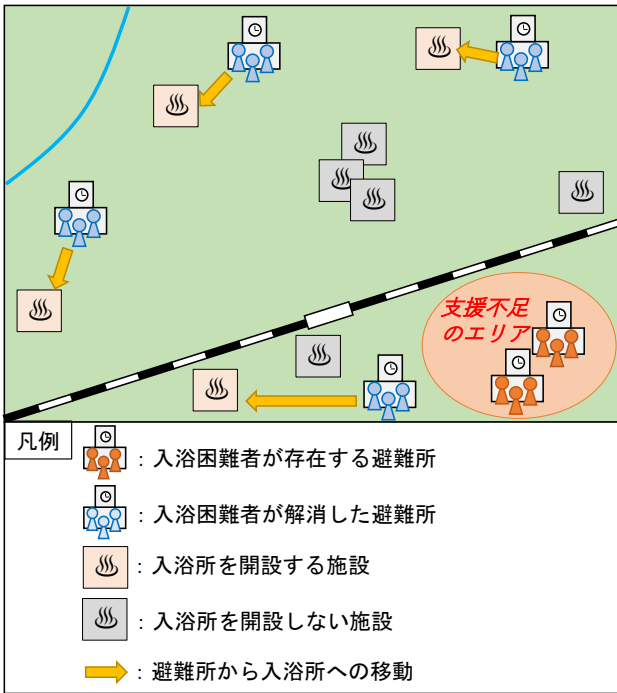 支援不足
のエリア
凡例
：入浴困難者が存在する避難所
：入浴困難者が解消した避難所
：入浴所を開設する施設
：入浴所を開設しない施設
：避難所から入浴所への移動